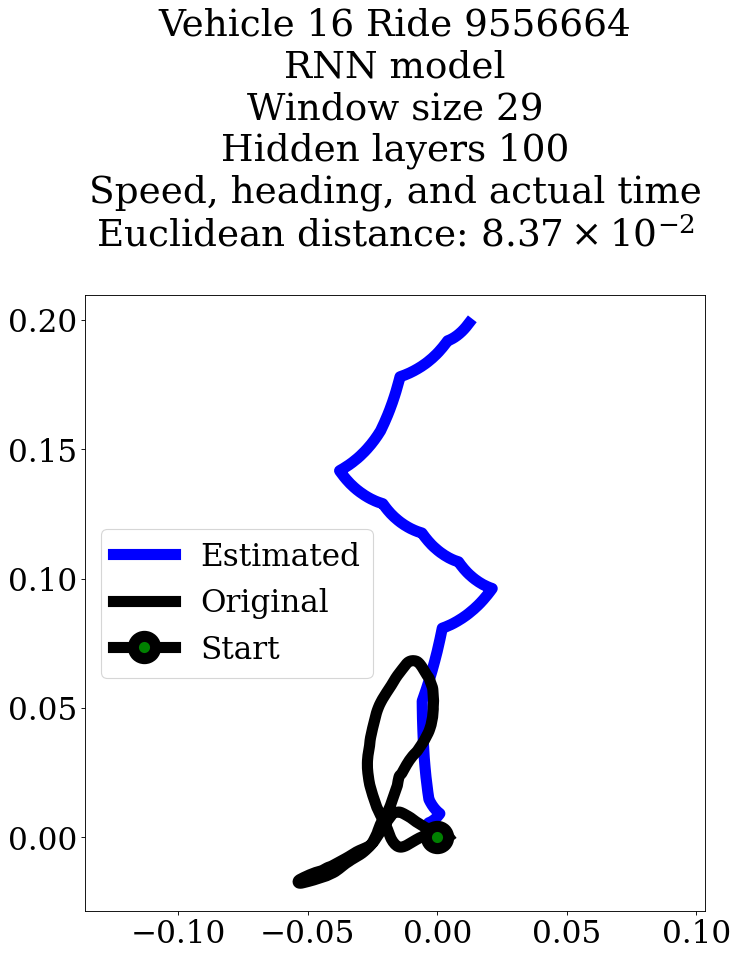 Vehicle 16 Ride 9556664
RNN model
Window size 29
Hidden layers 100
Speed, heading, and actual time
Euclidean distance: 8.37 × 10⁻²
0.20
0.15
0.10
0.05
0.00
Estimated
Original
Start
−0.10 −0.05 0.00 0.05 0.10